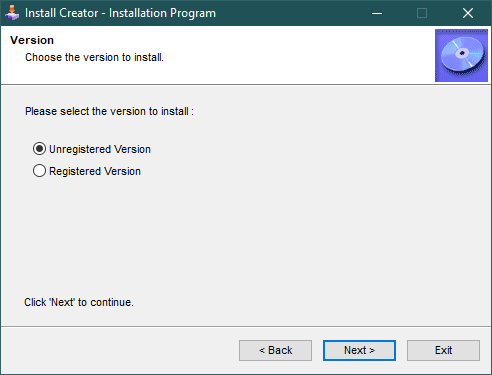 Install Creator - Installation Program
Version
Choose the version to install.
Please select the version to install :
Unregistered Version
Registered Version
Click 'Next' to continue.
< Back
Next >
Exit